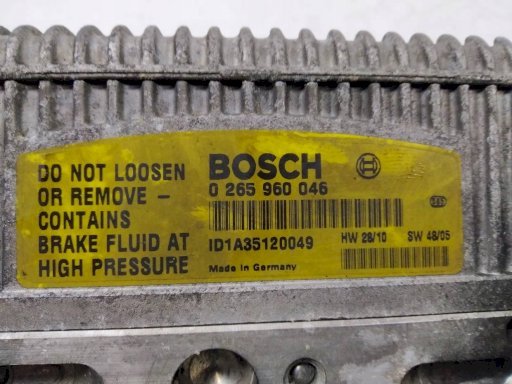 DO NOT LOOSEN
OR REMOVE –
CONTAINS
BRAKE FLUID AT
HIGH PRESSURE
BOSCH
0 265 960 046
ID1A35120049
HW 28/10 SW 48/05
Made in Germany